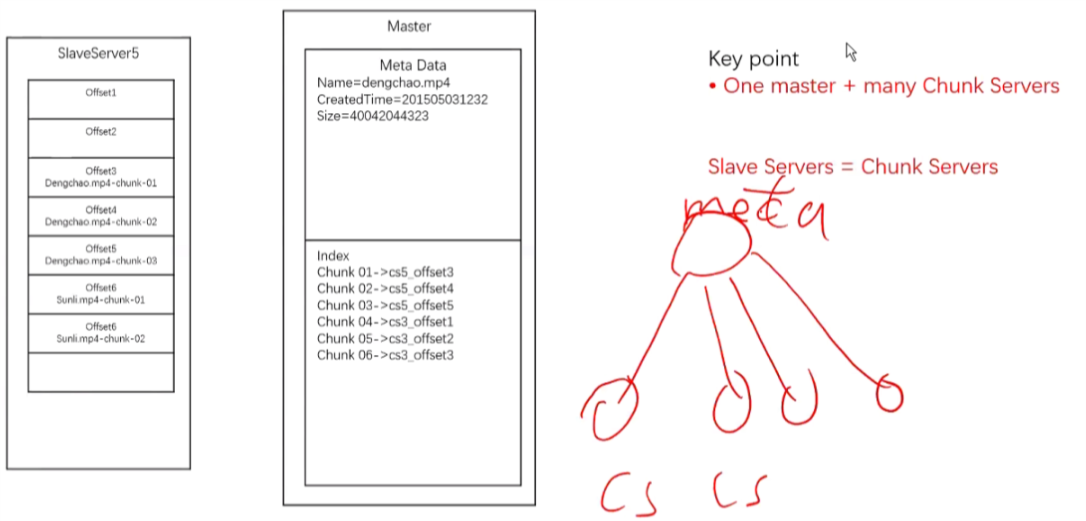 SlaveServer5
Offset1
Offset2
Offset3
Dengchao.mp4-chunk-01
Offset4
Dengchao.mp4-chunk-02
Offset5
Dengchao.mp4-chunk-03
Offset6
Sunli.mp4-chunk-01
Offset6
Sunli.mp4-chunk-02
Master
Meta Data
Name=dengchao.mp4
CreatedTime=201505031232
Size=40042044323
Index
Chunk 01->cs5_offset3
Chunk 02->cs5_offset4
Chunk 03->cs5_offset5
Chunk 04->cs3_offset1
Chunk 05->cs3_offset2
Chunk 06->cs3_offset3
Key point
• One master + many Chunk Servers
Slave Servers = Chunk Servers
meta
CS CS